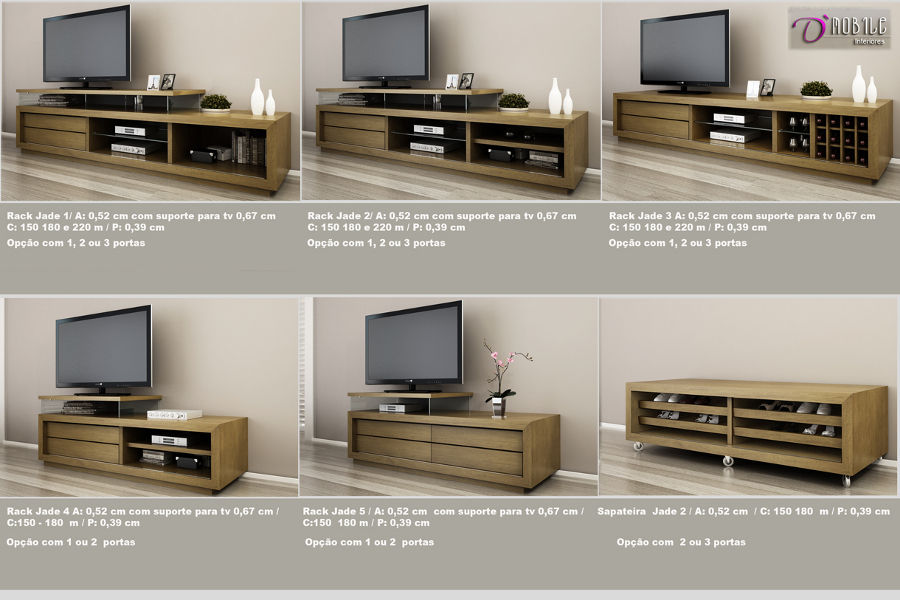 D'MOBILE
Interiores
Rack Jade 1/ A: 0,52 cm com suporte para tv 0,67 cm
C: 150 180 e 220 m / P: 0,39 cm
Opção com 1, 2 ou 3 portas
Rack Jade 2/ A: 0,52 cm com suporte para tv 0,67 cm
C: 150 180 e 220 m / P: 0,39 cm
Opção com 1, 2 ou 3 portas
Rack Jade 3 A: 0,52 cm com suporte para tv 0,67 cm
C: 150 180 e 220 m / P: 0,39 cm
Opção com 1, 2 ou 3 portas
Rack Jade 4 A: 0,52 cm com suporte para tv 0,67 cm /
C:150 - 180 m / P: 0,39 cm
Opção com 1 ou 2 portas
Rack Jade 5 / A: 0,52 cm com suporte para tv 0,67 cm /
C:150 180 m / P: 0,39 cm
Opção com 1 ou 2 portas
Sapateira Jade 2 / A: 0,52 cm / C: 150 180 m / P: 0,39 cm
Opção com 2 ou 3 portas